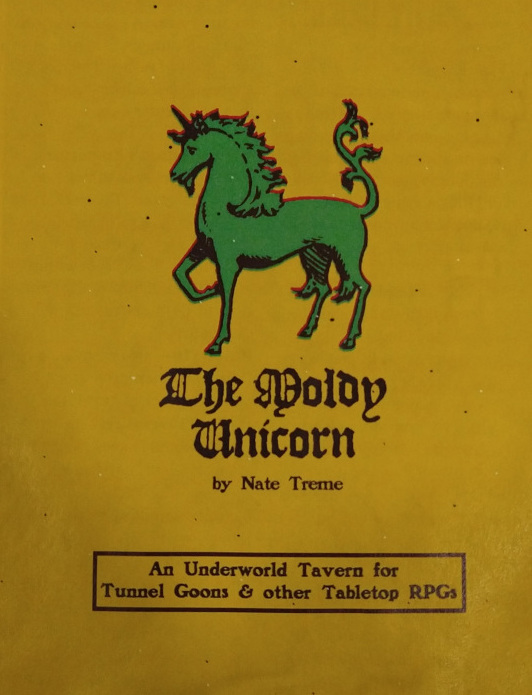 The Moldy
Unicorn
by Nate Treme
An Underworld Tavern for
Tunnel Goons & other Tabletop RPGs